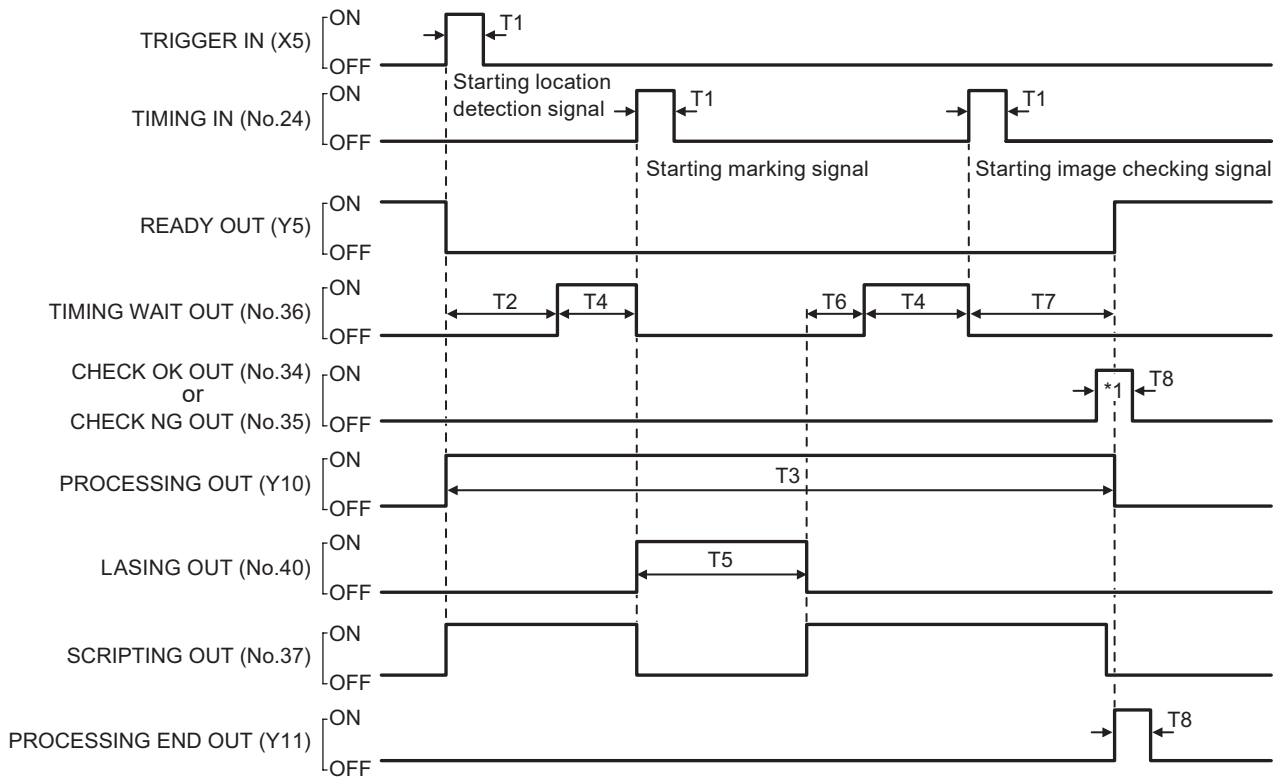 TRIGGER IN (X5)
ON
OFF
T1
Starting location
detection signal
TIMING IN (No.24)
ON
OFF
T1
T1
Starting marking signal
Starting image checking signal
READY OUT (Y5)
ON
OFF
TIMING WAIT OUT (No.36)
ON
OFF
T2
T4
T6
T4
T7
CHECK OK OUT (No.34)
or
CHECK NG OUT (No.35)
ON
OFF
*1
T8
PROCESSING OUT (Y10)
ON
OFF
T3
LASING OUT (No.40)
ON
OFF
T5
SCRIPTING OUT (No.37)
ON
OFF
PROCESSING END OUT (Y11)
ON
OFF
T8